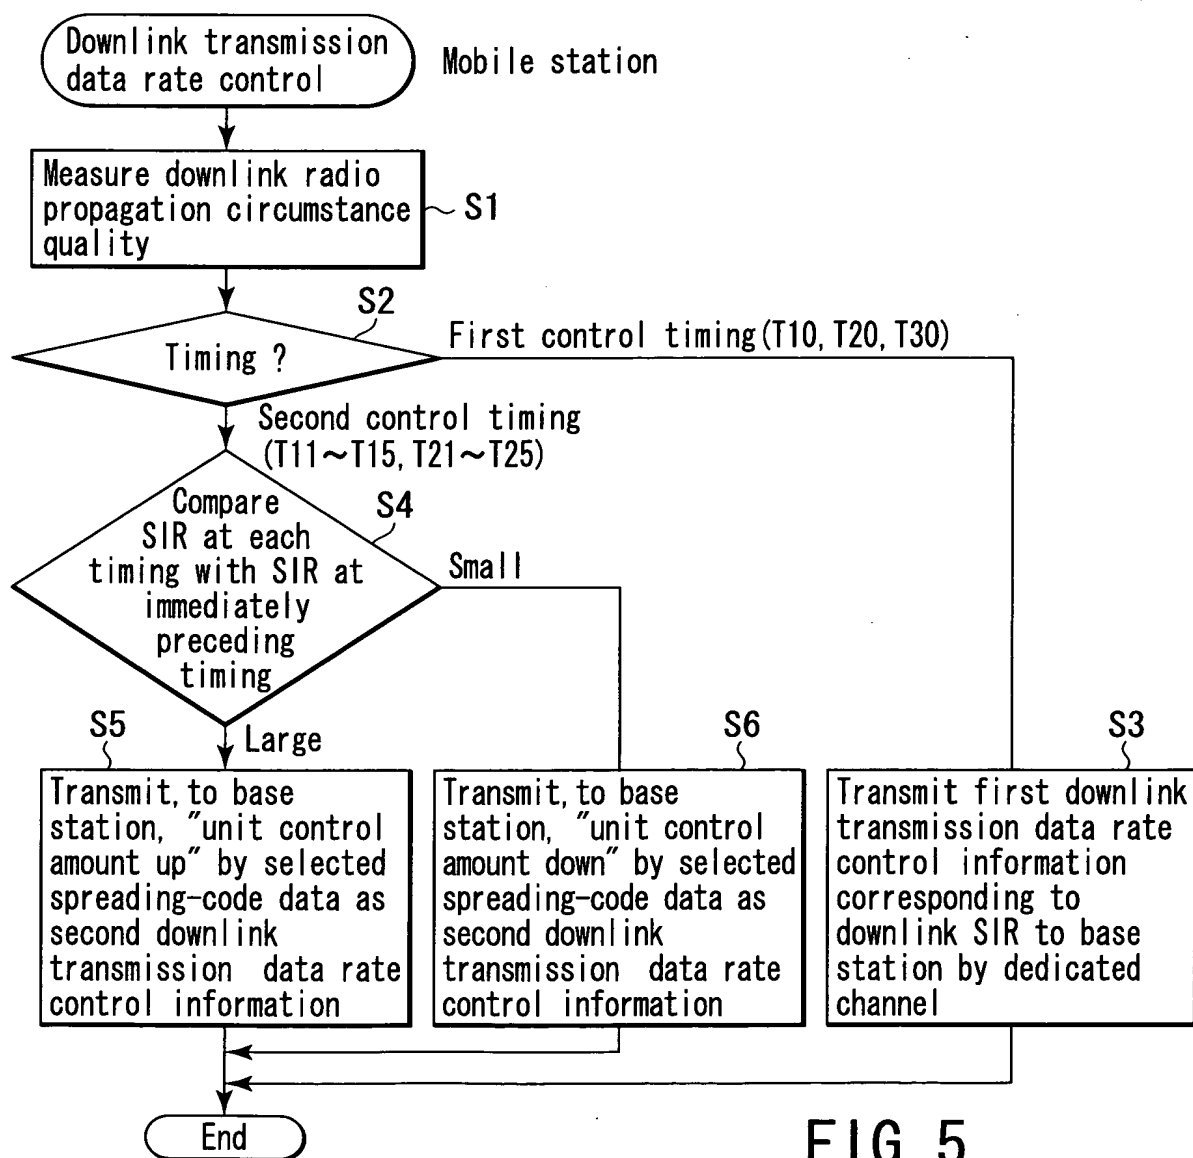 Downlink transmission
data rate control
Mobile station
Measure downlink radio
propagation circumstance
quality
S1
S2
Timing ?
First control timing(T10, T20, T30)
Second control timing
(T11~T15, T21~T25)
S4
Compare
SIR at each
timing with SIR at
immediately
preceding
timing
Small
Large
S5
Transmit, to base
station, "unit control
amount up" by selected
spreading-code data as
second downlink
transmission data rate
control information
S6
Transmit, to base
station, "unit control
amount down" by selected
spreading-code data as
second downlink
transmission data rate
control information
S3
Transmit first downlink
transmission data rate
control information
corresponding to
downlink SIR to base
station by dedicated
channel
End
FIG. 5